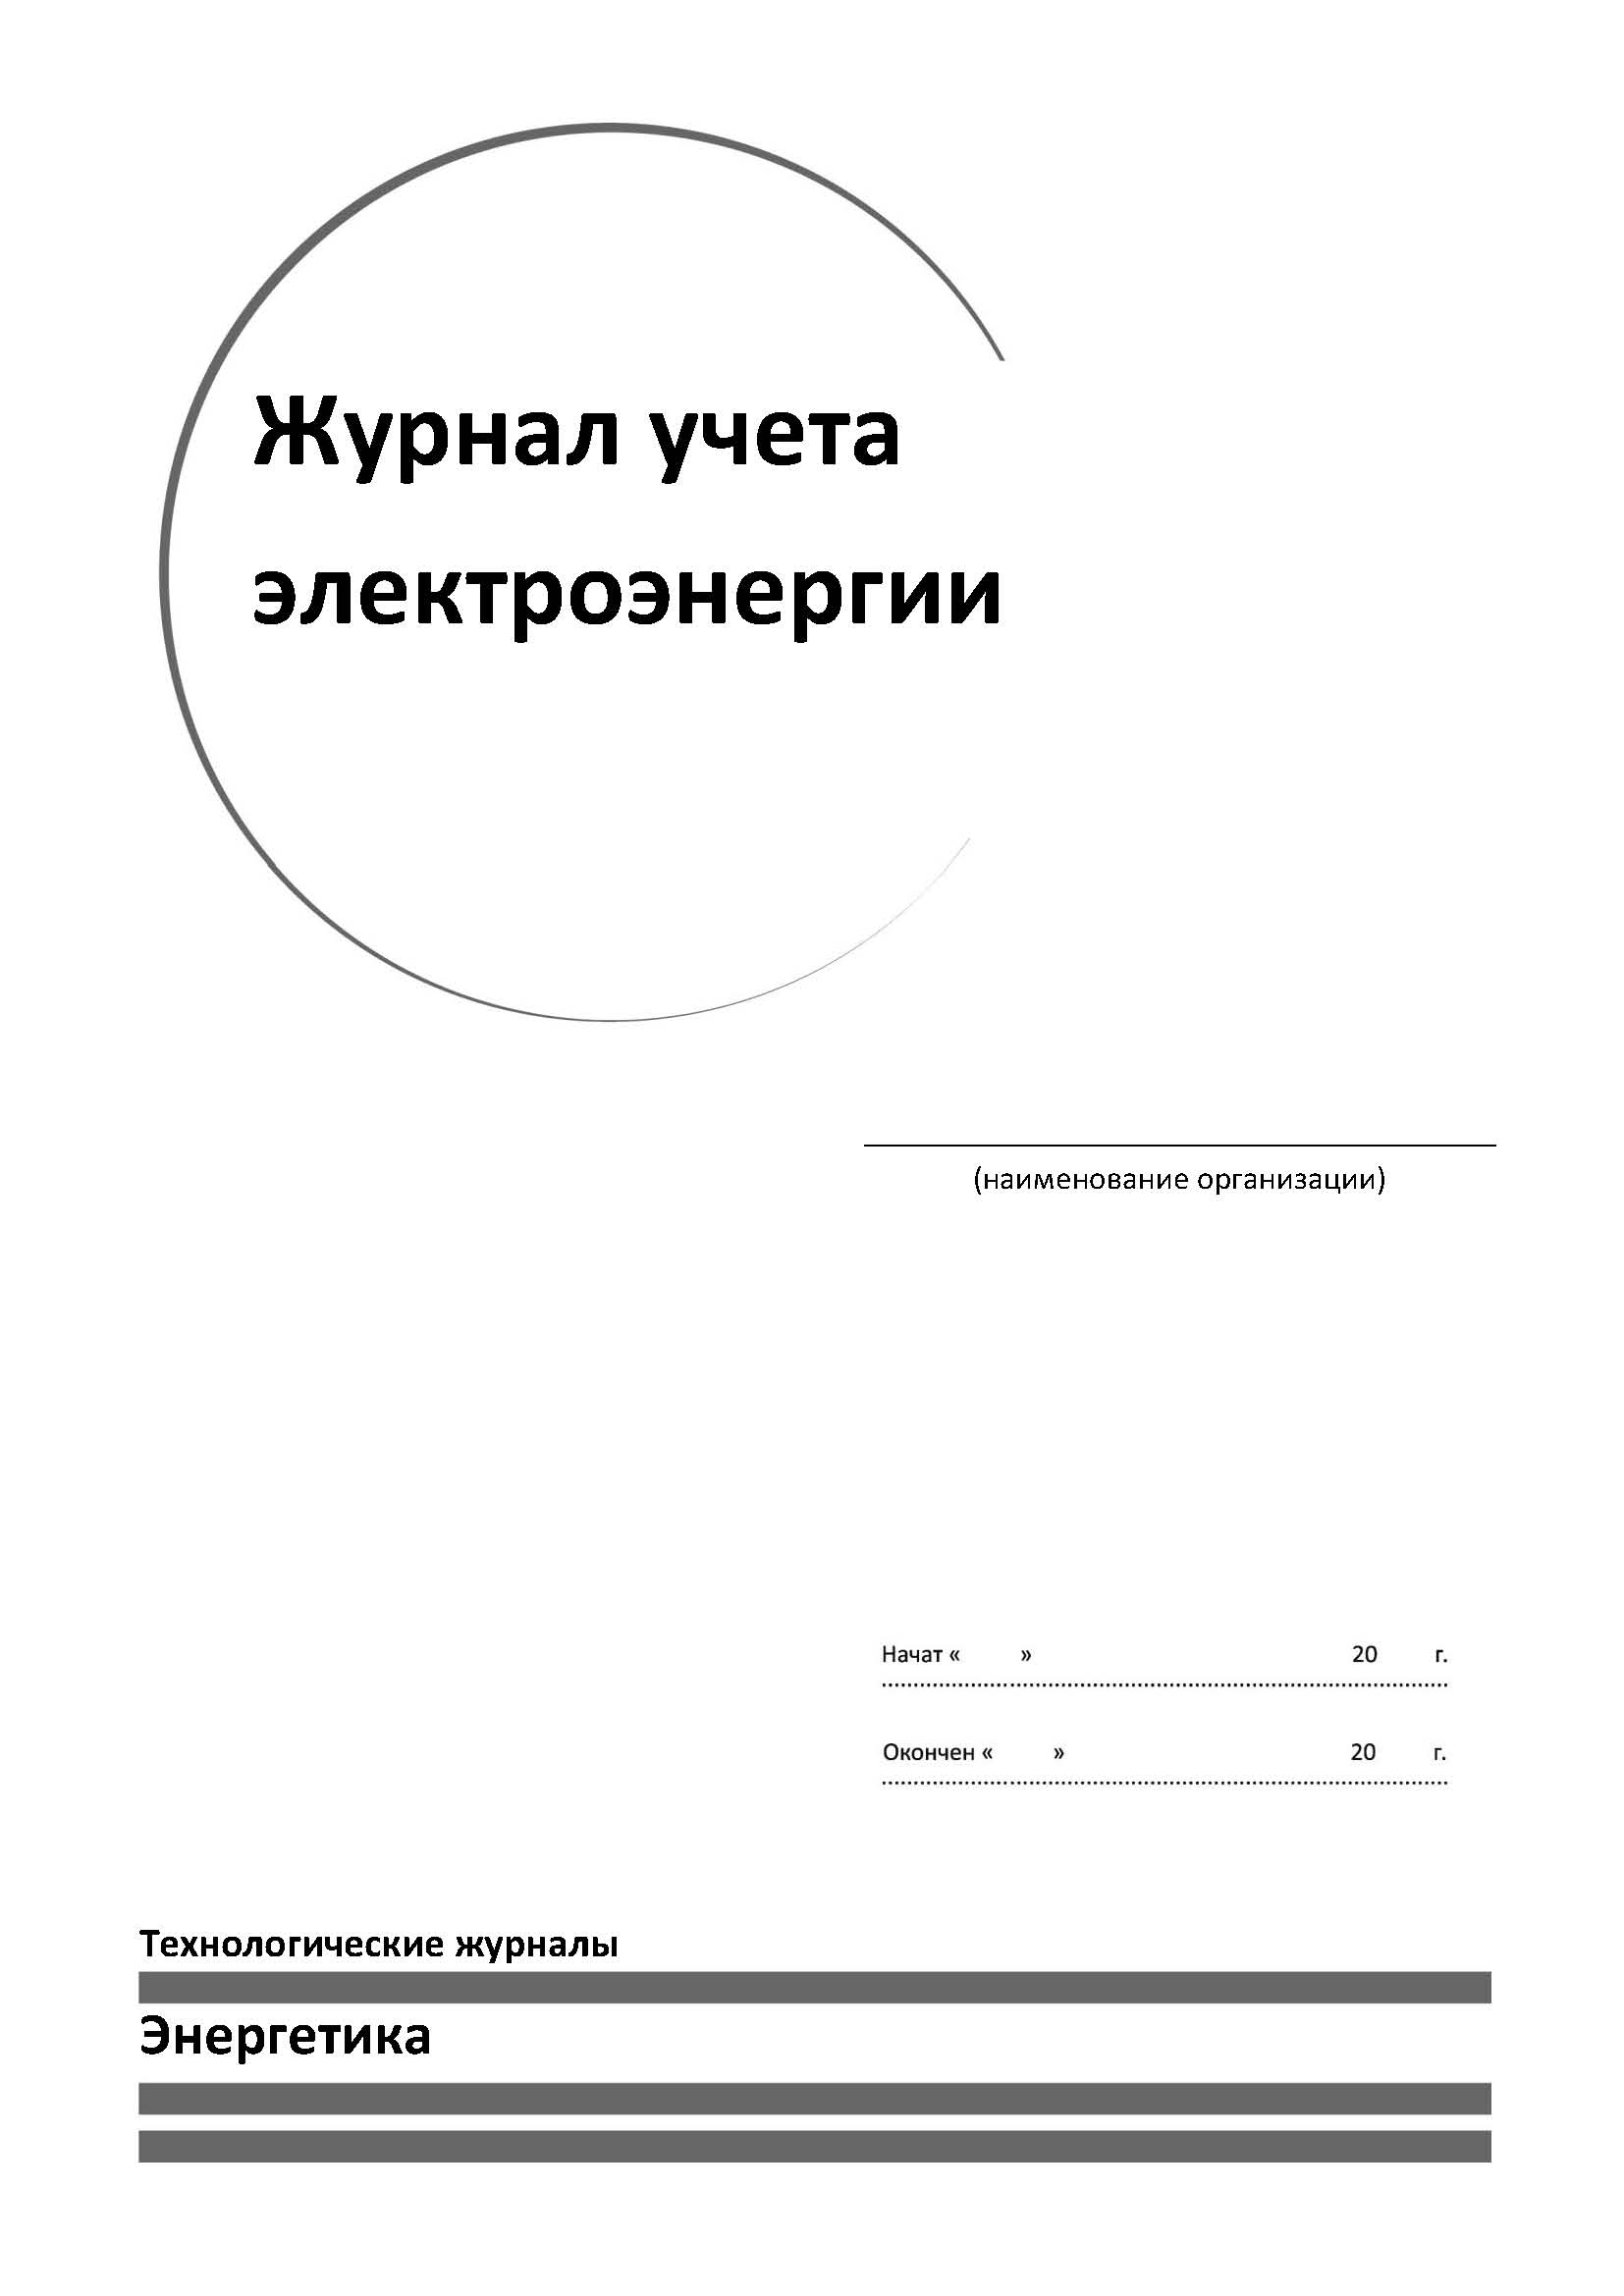 Журнал учета
электроэнергии
(наименование организации)
Начат « » 20 г.
Окончен « » 20 г.
Технологические журналы
Энергетика